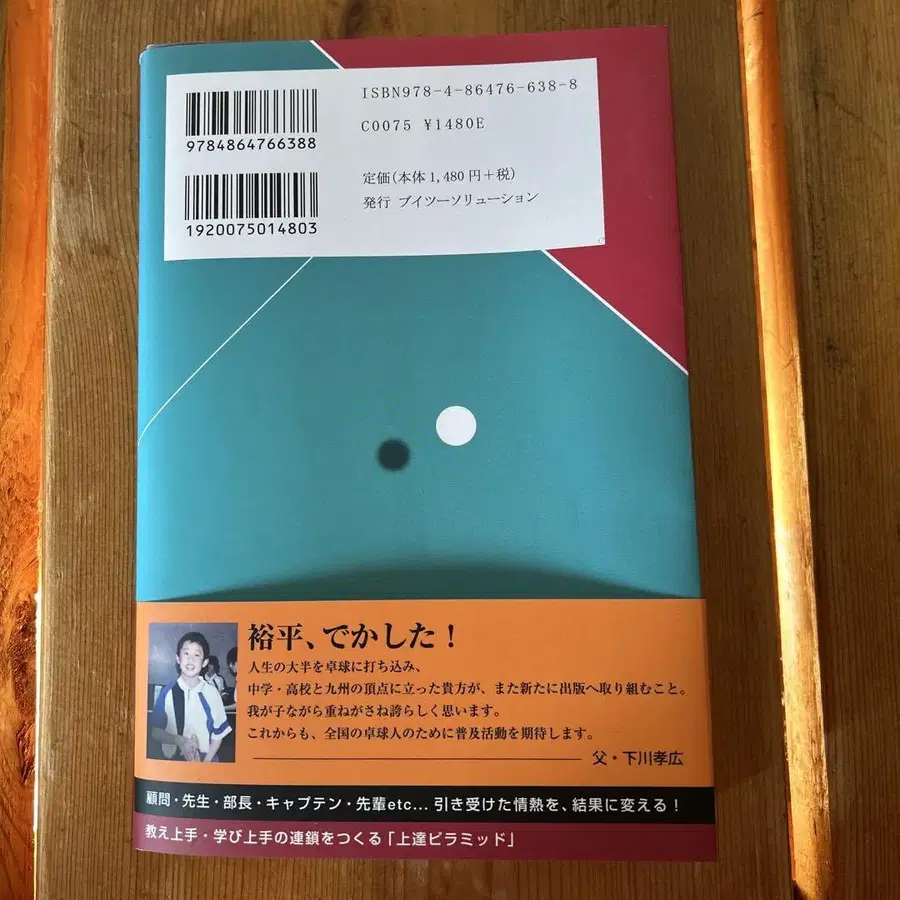 ISBN978-4-86476-638-8
9784864766388
C0075 ¥1480E
定価(本体1,480円+税)
発行 ブイツーソリューション
1920075014803
裕平、でかした！
人生の大半を卓球に打ち込み、
中学・高校と九州の頂点に立った貴方が、また新たに出版へ取り組むこと。
我が子ながら重ねがさね誇らしく思います。
これからも、全国の卓球人のために普及活動を期待します。
父・下川孝広
顧問・先生・部長・キャプテン・先輩etc... 引き受けた情熱を、結果に変える！
教え上手・学び上手の連鎖をつくる「上達ピラミッド」